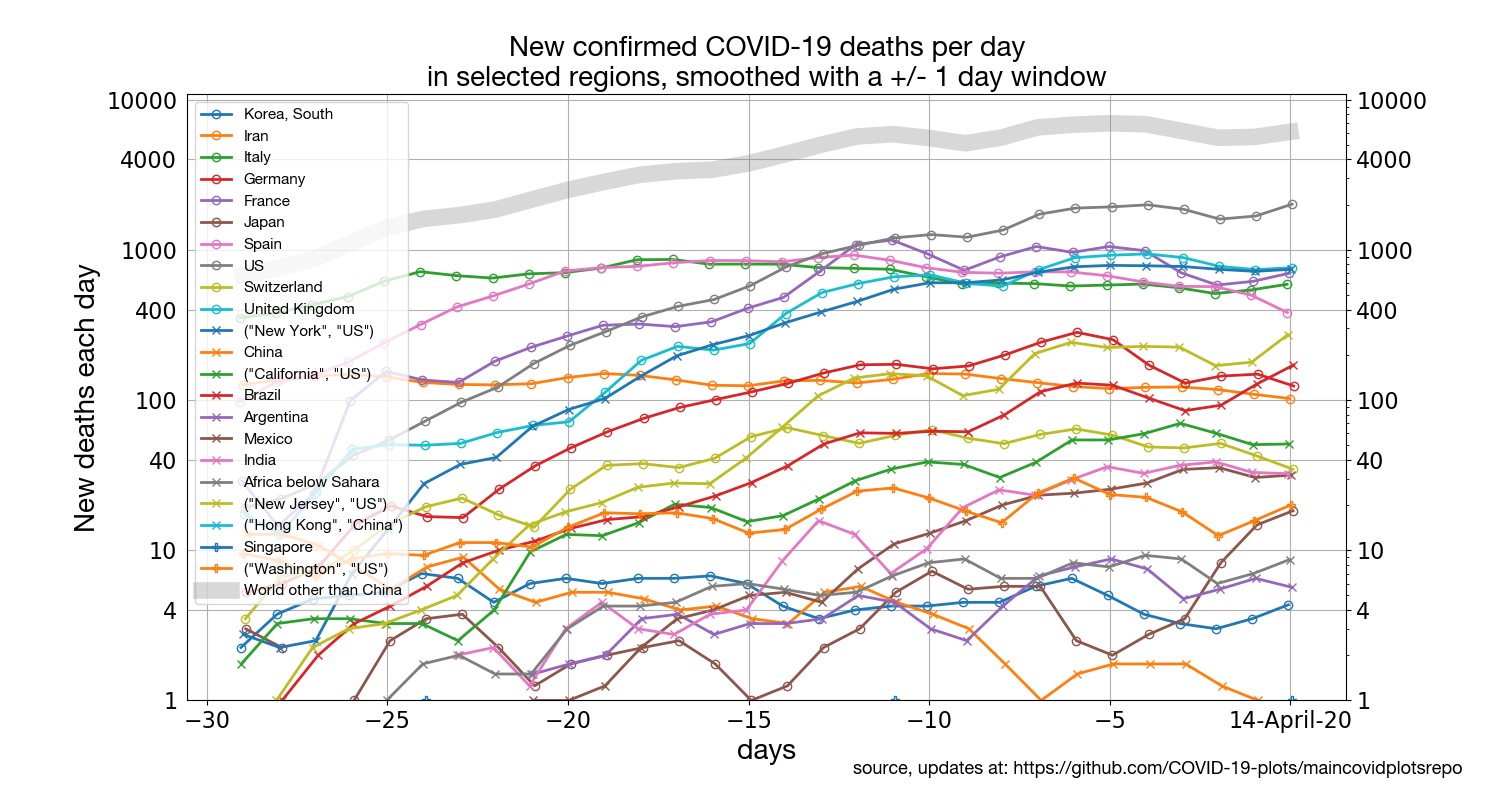 New confirmed COVID-19 deaths per day
in selected regions, smoothed with a +/- 1 day window
New deaths each day
10000
4000
1000
400
100
40
10
4
1
Korea, South
Iran
Italy
Germany
France
Japan
Spain
US
Switzerland
United Kingdom
("New York", "US")
China
("California", "US")
Brazil
Argentina
Mexico
India
Africa below Sahara
("New Jersey", "US")
("Hong Kong", "China")
Singapore
("Washington", "US")
World other than China
10000
4000
1000
400
100
40
10
4
1
−30 −25 −20 −15 −10 −5 14-April-20
days
source, updates at: https://github.com/COVID-19-plots/maincovidplotsrepo